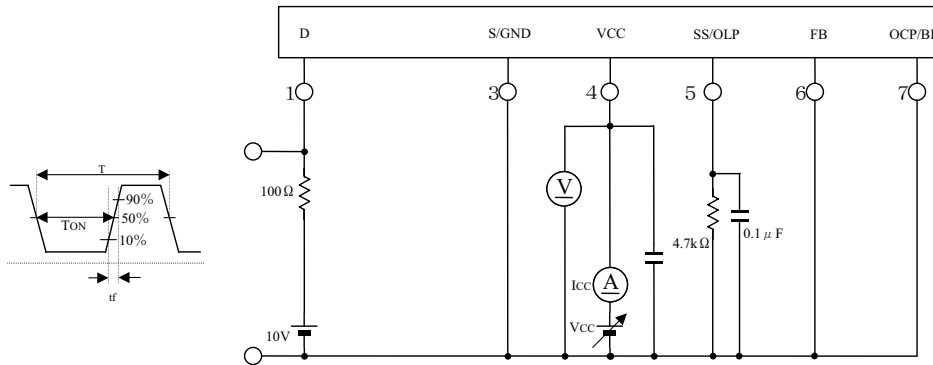 D S/GND VCC SS/OLP FB OCP/B
1 3 4 5 6 7
T
TON
90%
50%
10%
tf
100Ω
V
4.7kΩ
0.1μF
ICC
A
VCC
10V